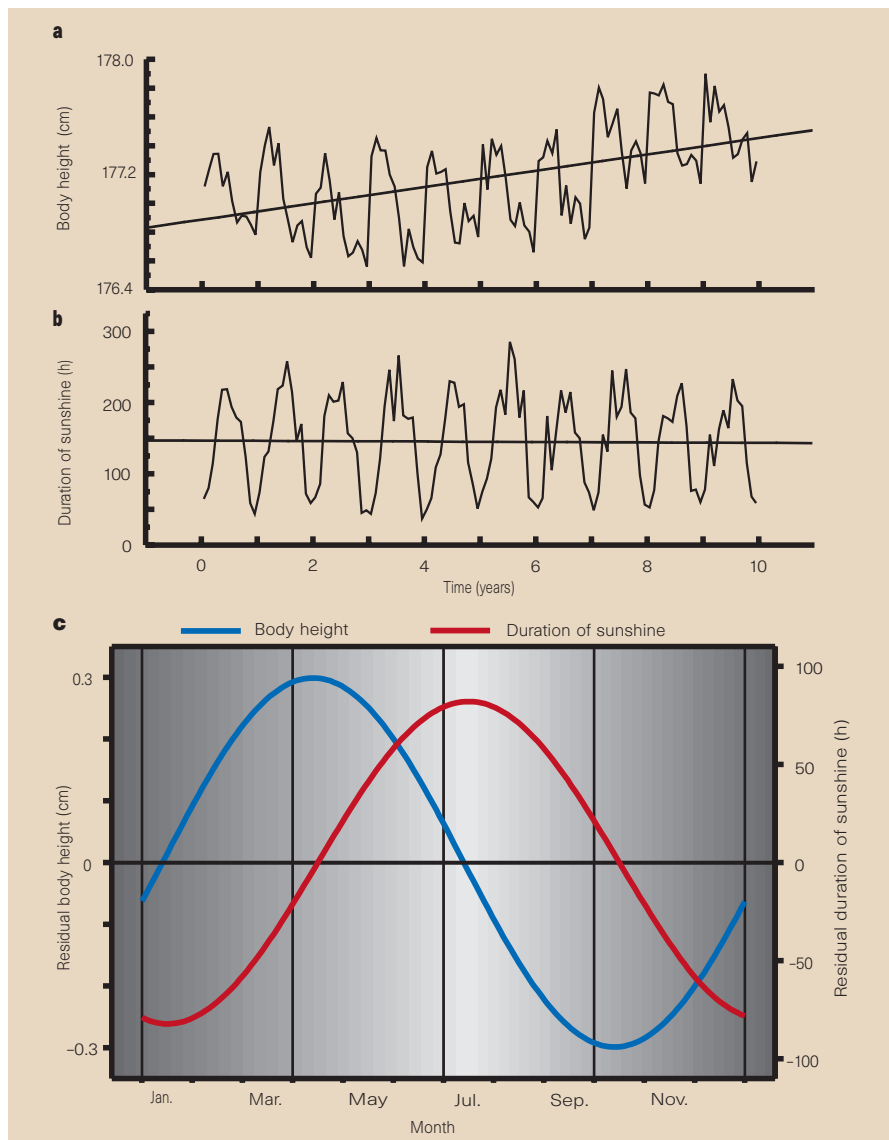 a
Body height (cm)
178.0
177.2
176.4
b
Duration of sunshine (h)
300
200
100
0
0 2 4 6 8 10
Time (years)
c
Body height Duration of sunshine
Residual body height (cm)
0.3
0
–0.3
100
50
0
–50
–100
Residual duration of sunshine (h)
Jan. Mar. May Jul. Sep. Nov.
Month